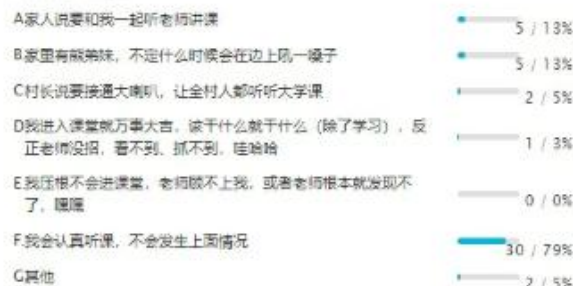 A家人说要和我一起听老师讲课
5 / 13%
B家里有熊弟妹，不定什么时候会在边上吼一嗓子
5 / 13%
C村长说要接通大喇叭，让全村人都听听大学课
2 / 5%
D我进入课堂就万事大吉，该干什么就干什么（除了学习），反
正老师没招，看不到、抓不到，哇哈哈
1 / 3%
E.我压根不会进课堂，老师顾不上我，或者老师根本就发现不
了，嘿嘿
0 / 0%
F.我会认真听课，不会发生上面情况
30 / 79%
G其他
2 / 5%